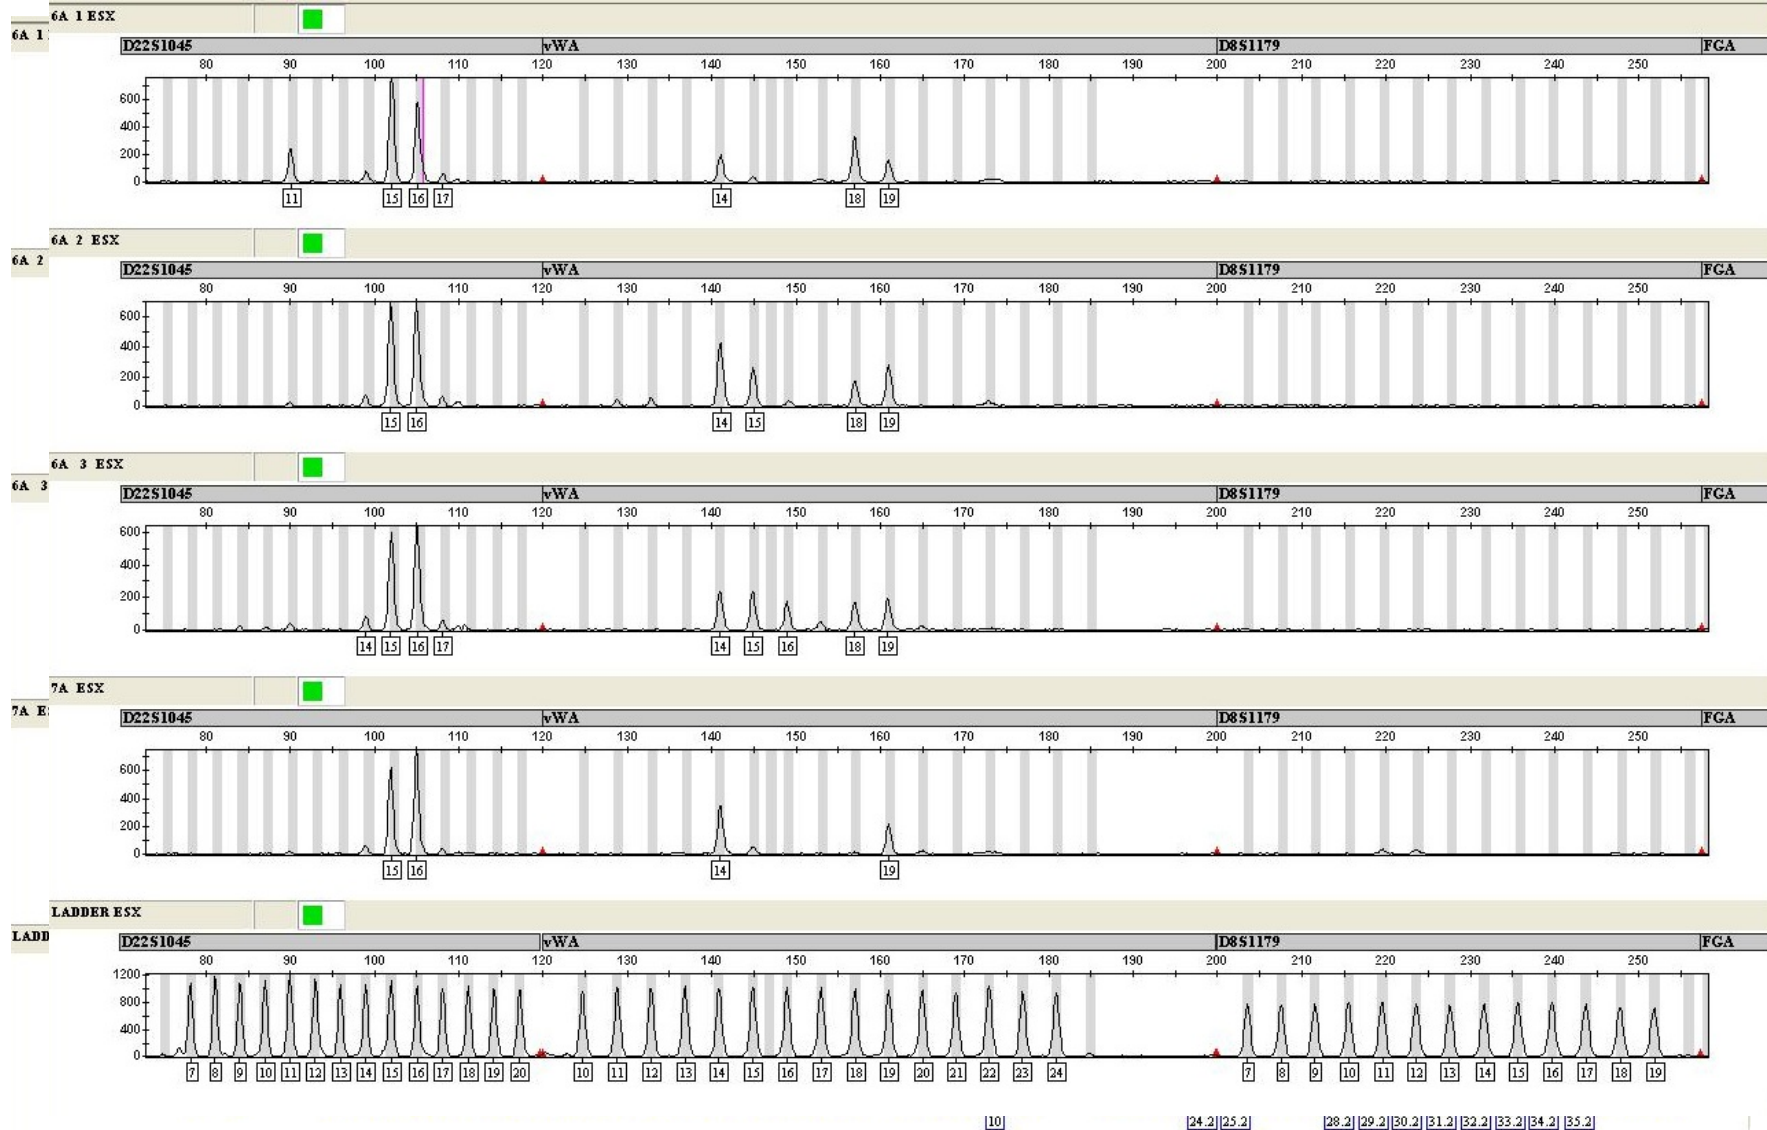 6A 1 ESX
6A 1
D22S1045 vWA D8S1179 FGA
80 90 100 110 120 130 140 150 160 170 180 190 200 210 220 230 240 250
600
400
200
0
11 15 16 17 14 18 19
6A 2 ESX
6A 2
D22S1045 vWA D8S1179 FGA
80 90 100 110 120 130 140 150 160 170 180 190 200 210 220 230 240 250
600
400
200
0
15 16 14 15 18 19
6A 3 ESX
6A 3
D22S1045 vWA D8S1179 FGA
80 90 100 110 120 130 140 150 160 170 180 190 200 210 220 230 240 250
600
400
200
0
14 15 16 17 14 15 16 18 19
7A ESX
7A E
D22S1045 vWA D8S1179 FGA
80 90 100 110 120 130 140 150 160 170 180 190 200 210 220 230 240 250
600
400
200
0
15 16 14 19
LADDER ESX
LADD
D22S1045 vWA D8S1179 FGA
80 90 100 110 120 130 140 150 160 170 180 190 200 210 220 230 240 250
1200
800
400
0
7 8 9 10 11 12 13 14 15 16 17 18 19 20 10 11 12 13 14 15 16 17 18 19 20 21 22 23 24 7 8 9 10 11 12 13 14 15 16 17 18 19
10 24.2 25.2 28.2 29.2 30.2 31.2 32.2 33.2 34.2 35.2